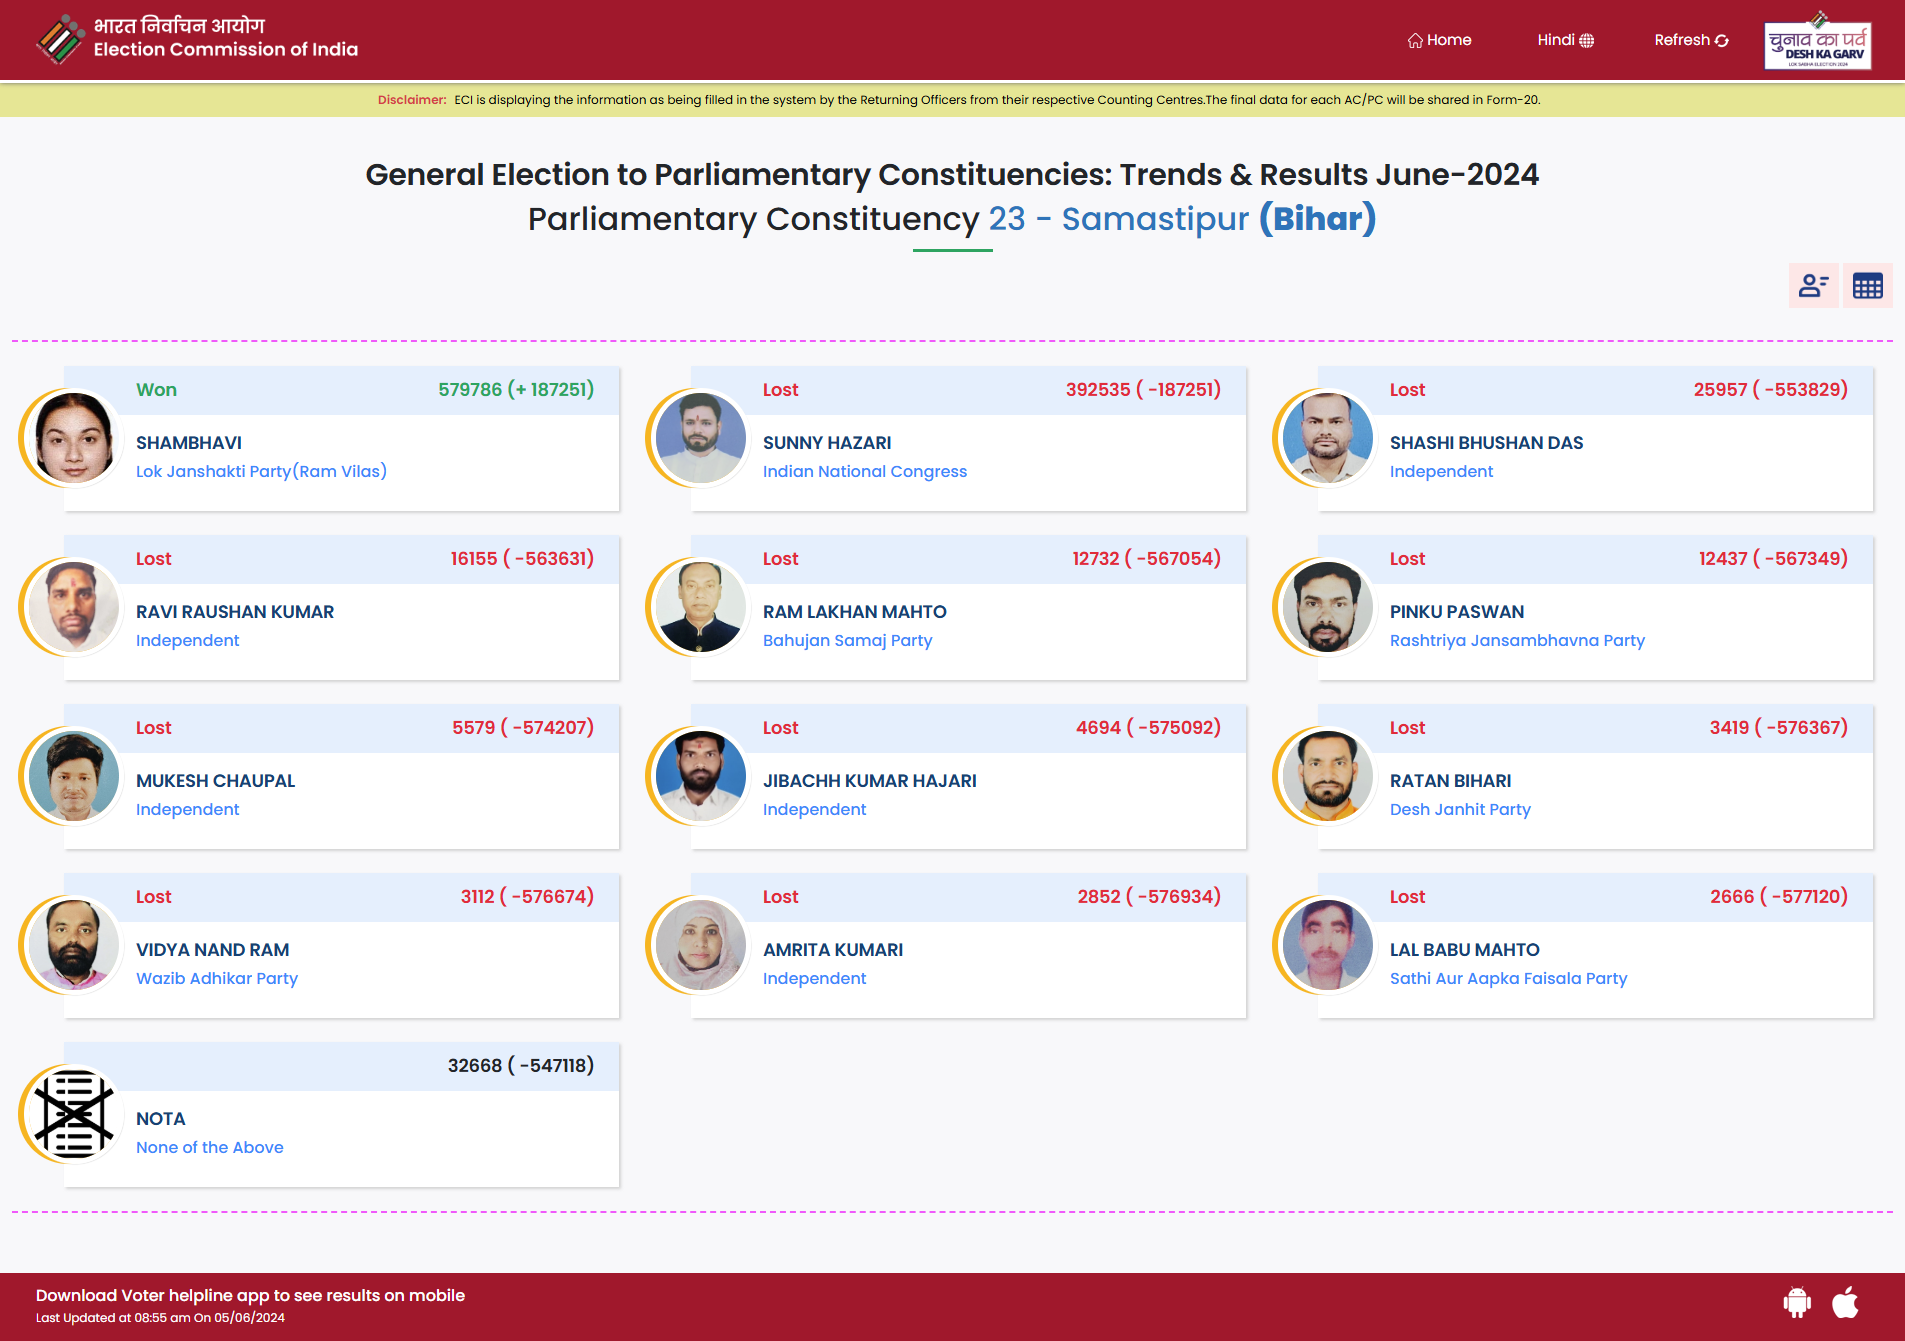 भारत निर्वाचन आयोग
Election Commission of India
Home
Hindi
Refresh
चुनाव का पर्व
DESH KA GARV
LOK SABHA ELECTION 2024
Disclaimer: ECI is displaying the information as being filled in the system by the Returning Officers from their respective Counting Centres.The final data for each AC/PC will be shared in Form-20.
General Election to Parliamentary Constituencies: Trends & Results June-2024
Parliamentary Constituency 23 - Samastipur (Bihar)
Won 579786 (+ 187251)
SHAMBHAVI
Lok Janshakti Party(Ram Vilas)
Lost 392535 ( -187251)
SUNNY HAZARI
Indian National Congress
Lost 25957 ( -553829)
SHASHI BHUSHAN DAS
Independent
Lost 16155 ( -563631)
RAVI RAUSHAN KUMAR
Independent
Lost 12732 ( -567054)
RAM LAKHAN MAHTO
Bahujan Samaj Party
Lost 12437 ( -567349)
PINKU PASWAN
Rashtriya Jansambhavna Party
Lost 5579 ( -574207)
MUKESH CHAUPAL
Independent
Lost 4694 ( -575092)
JIBACHH KUMAR HAJARI
Independent
Lost 3419 ( -576367)
RATAN BIHARI
Desh Janhit Party
Lost 3112 ( -576674)
VIDYA NAND RAM
Wazib Adhikar Party
Lost 2852 ( -576934)
AMRITA KUMARI
Independent
Lost 2666 ( -577120)
LAL BABU MAHTO
Sathi Aur Aapka Faisala Party
32668 ( -547118)
NOTA
None of the Above
Download Voter helpline app to see results on mobile
Last Updated at 08:55 am On 05/06/2024